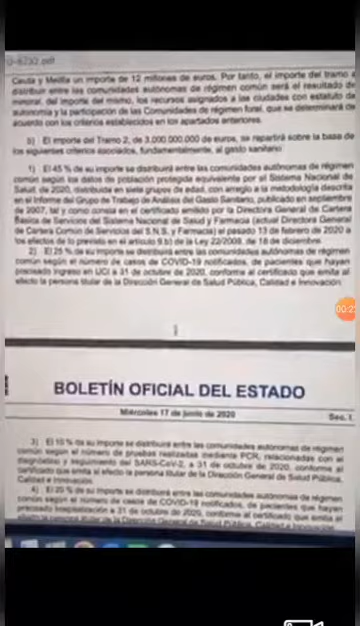 0-6232.pdf
Ceuta y Melilla un importe de 12 millones de euros. Por tanto, el importe del tramo a
distribuir entre las comunidades autónomas de régimen común será el resultado de
minorar, del importe del mismo, los recursos asignados a las ciudades con estatuto de
autonomía y la participación de las Comunidades de régimen foral, que se determinará de
acuerdo con los criterios establecidos en los apartados anteriores.
b) El importe del Tramo 2, de 3.000.000.000 de euros, se repartirá sobre la base de
los siguientes criterios asociados, fundamentalmente, al gasto sanitario:
1) El 45 % de su importe se distribuirá entre las comunidades autónomas de régimen
común según los datos de población protegida equivalente por el Sistema Nacional de
Salud, de 2020, distribuida en siete grupos de edad, con arreglo a la metodología descrita
en el Informe del Grupo de Trabajo de Análisis del Gasto Sanitario, publicado en septiembre
de 2007, tal y como consta en el certificado emitido por la Directora General de Cartera
Básica de Servicios del Sistema Nacional de Salud y Farmacia (actual Directora General
de Cartera Común de Servicios del S.N.S. y Farmacia) el pasado 13 de febrero de 2020 a
los efectos de lo previsto en el artículo 9.b) de la Ley 22/2009, de 18 de diciembre.
2) El 25 % de su importe se distribuirá entre las comunidades autónomas de régimen
común según el número de casos de COVID-19 notificados, de pacientes que hayan
precisado ingreso en UCI a 31 de octubre de 2020, conforme al certificado que emita al
efecto la persona titular de la Dirección General de Salud Pública, Calidad e Innovación.
BOLETÍN OFICIAL DEL ESTADO
Miércoles 17 de junio de 2020
Sec. I.
3) El 10 % de su importe se distribuirá entre las comunidades autónomas de régimen
común según el número de pruebas realizadas mediante PCR, relacionadas con el
diagnóstico y seguimiento del SARS-CoV-2, a 31 de octubre de 2020, conforme al
certificado que emita al efecto la persona titular de la Dirección General de Salud Pública,
Calidad e Innovación.
4) El 20 % de su importe se distribuirá entre las comunidades autónomas de régimen
común según el número de casos de COVID-19 notificados, de pacientes que hayan
precisado hospitalización a 31 de octubre de 2020, conforme al certificado que emita al
efecto la persona titular de la Dirección General de Salud Pública, Calidad e Innovación